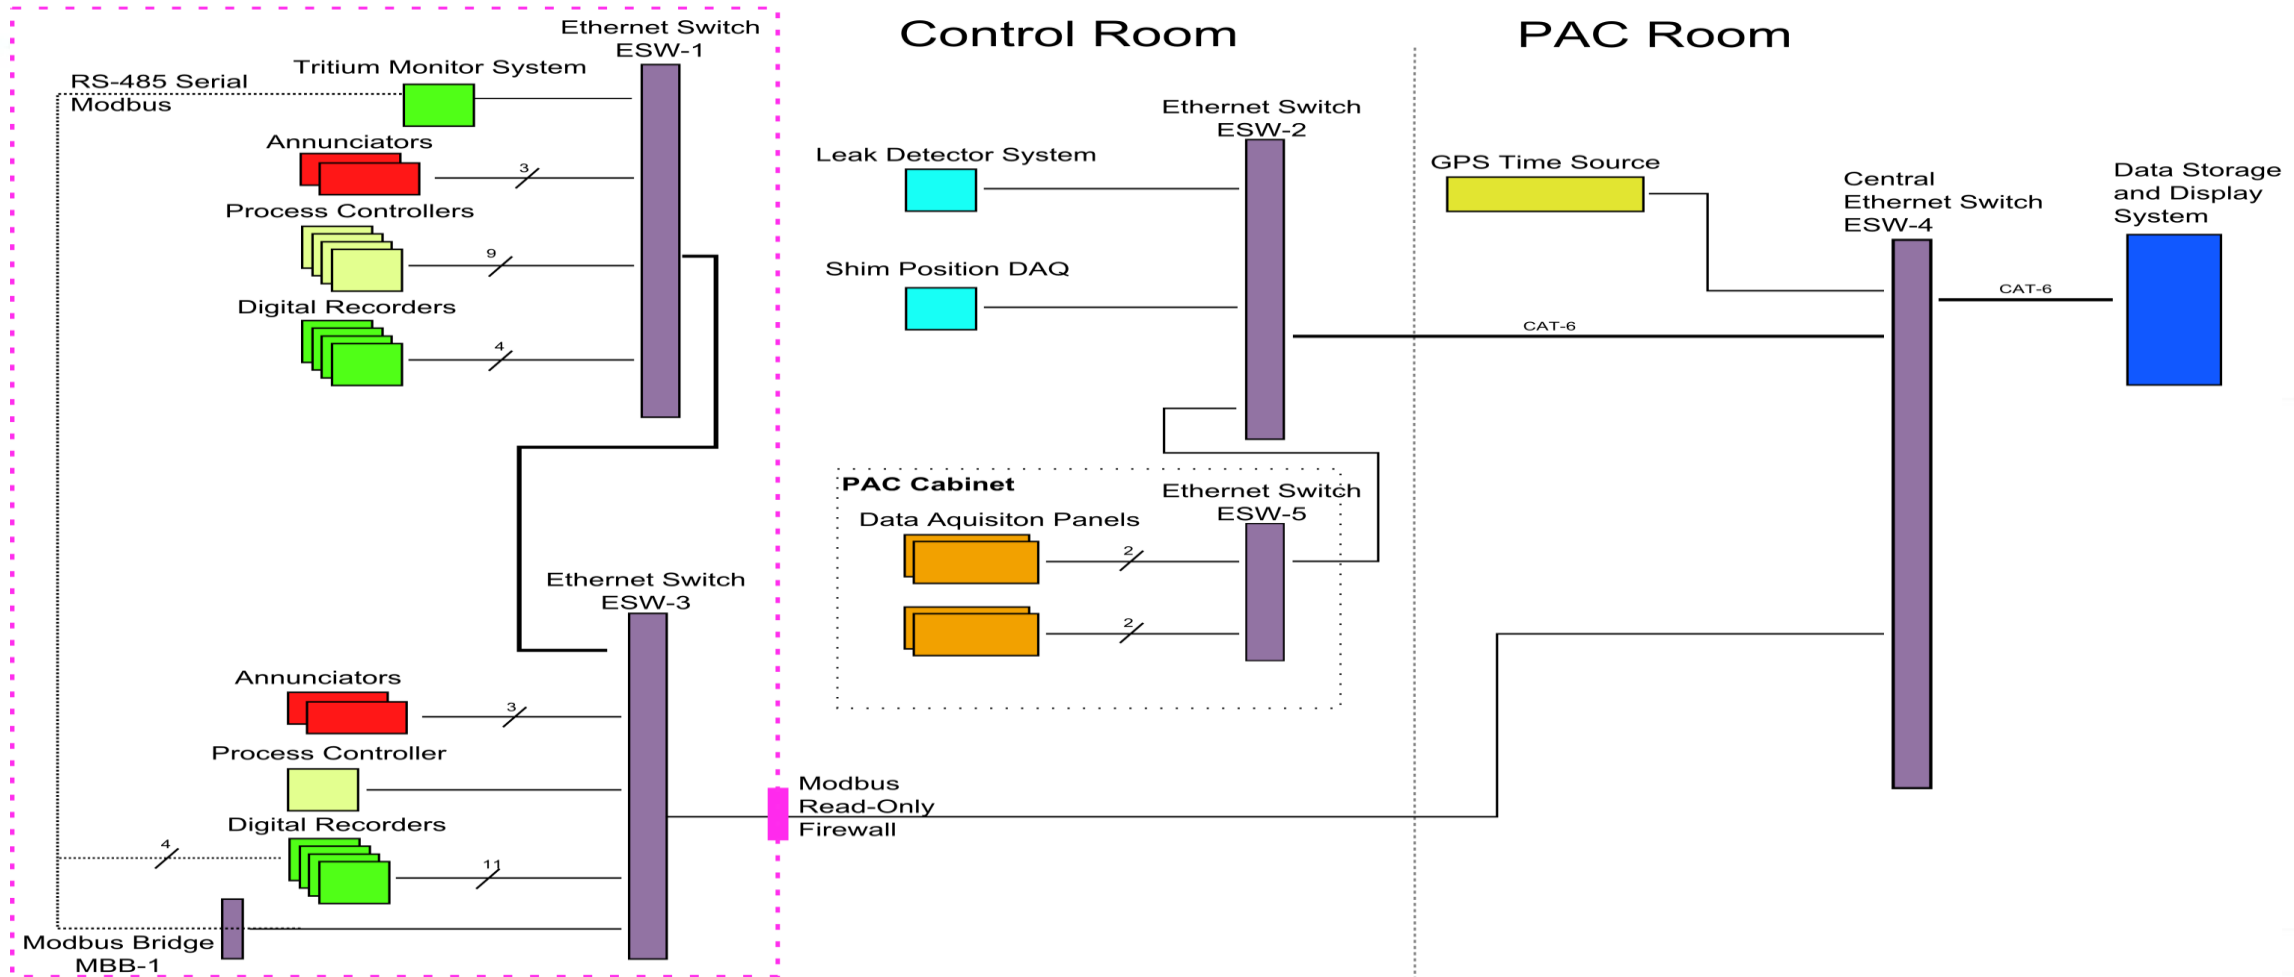 Control Room
PAC Room
Ethernet Switch
ESW-1
Tritium Monitor System
RS-485 Serial
Modbus
Annunciators
3
Process Controllers
9
Digital Recorders
4
Ethernet Switch
ESW-3
Annunciators
3
Process Controller
Digital Recorders
4
11
Modbus Bridge
MBB-1
Modbus
Read-Only
Firewall
Ethernet Switch
ESW-2
Leak Detector System
Shim Position DAQ
CAT-6
PAC Cabinet
Ethernet Switch
ESW-5
Data Aquisiton Panels
2
2
GPS Time Source
Central
Ethernet Switch
ESW-4
CAT-6
Data Storage
and Display
System